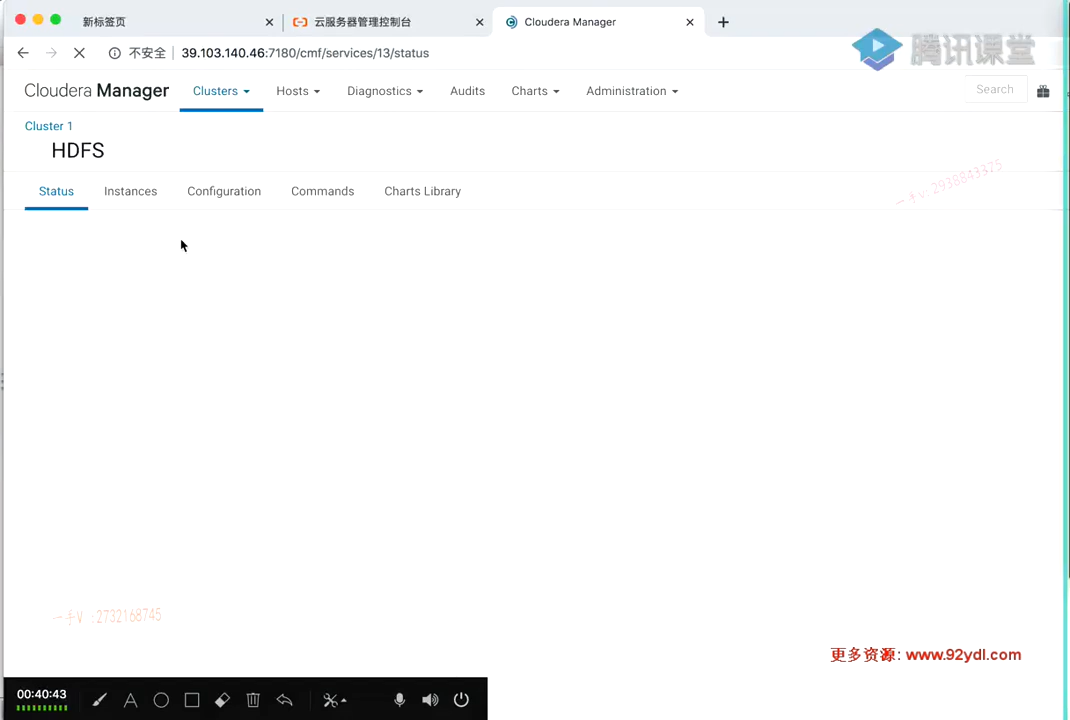 新标签页
云服务器管理控制台
Cloudera Manager
不安全 39.103.140.46:7180/cmf/services/13/status
腾讯课堂
Cloudera Manager
Clusters
Hosts
Diagnostics
Audits
Charts
Administration
Search
Cluster 1
HDFS
Status
Instances
Configuration
Commands
Charts Library
一手V:2938843375
一手V :2732168745
更多资源: www.92ydl.com
00:40:43